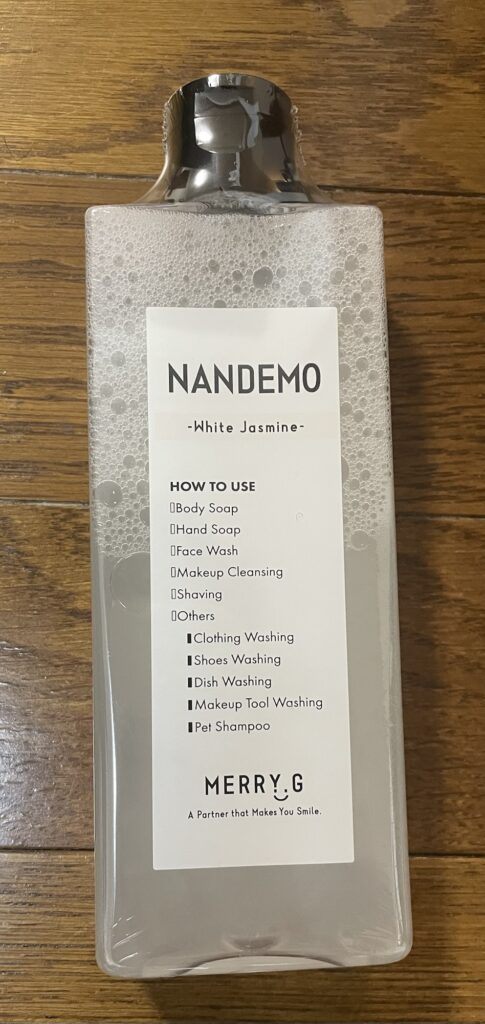 NANDEMO
-White Jasmine-
HOW TO USE
▯Body Soap
▯Hand Soap
▯Face Wash
▯Makeup Cleansing
▯Shaving
▯Others
▮Clothing Washing
▮Shoes Washing
▮Dish Washing
▮Makeup Tool Washing
▮Pet Shampoo
MERRY.G
A Partner that Makes You Smile.